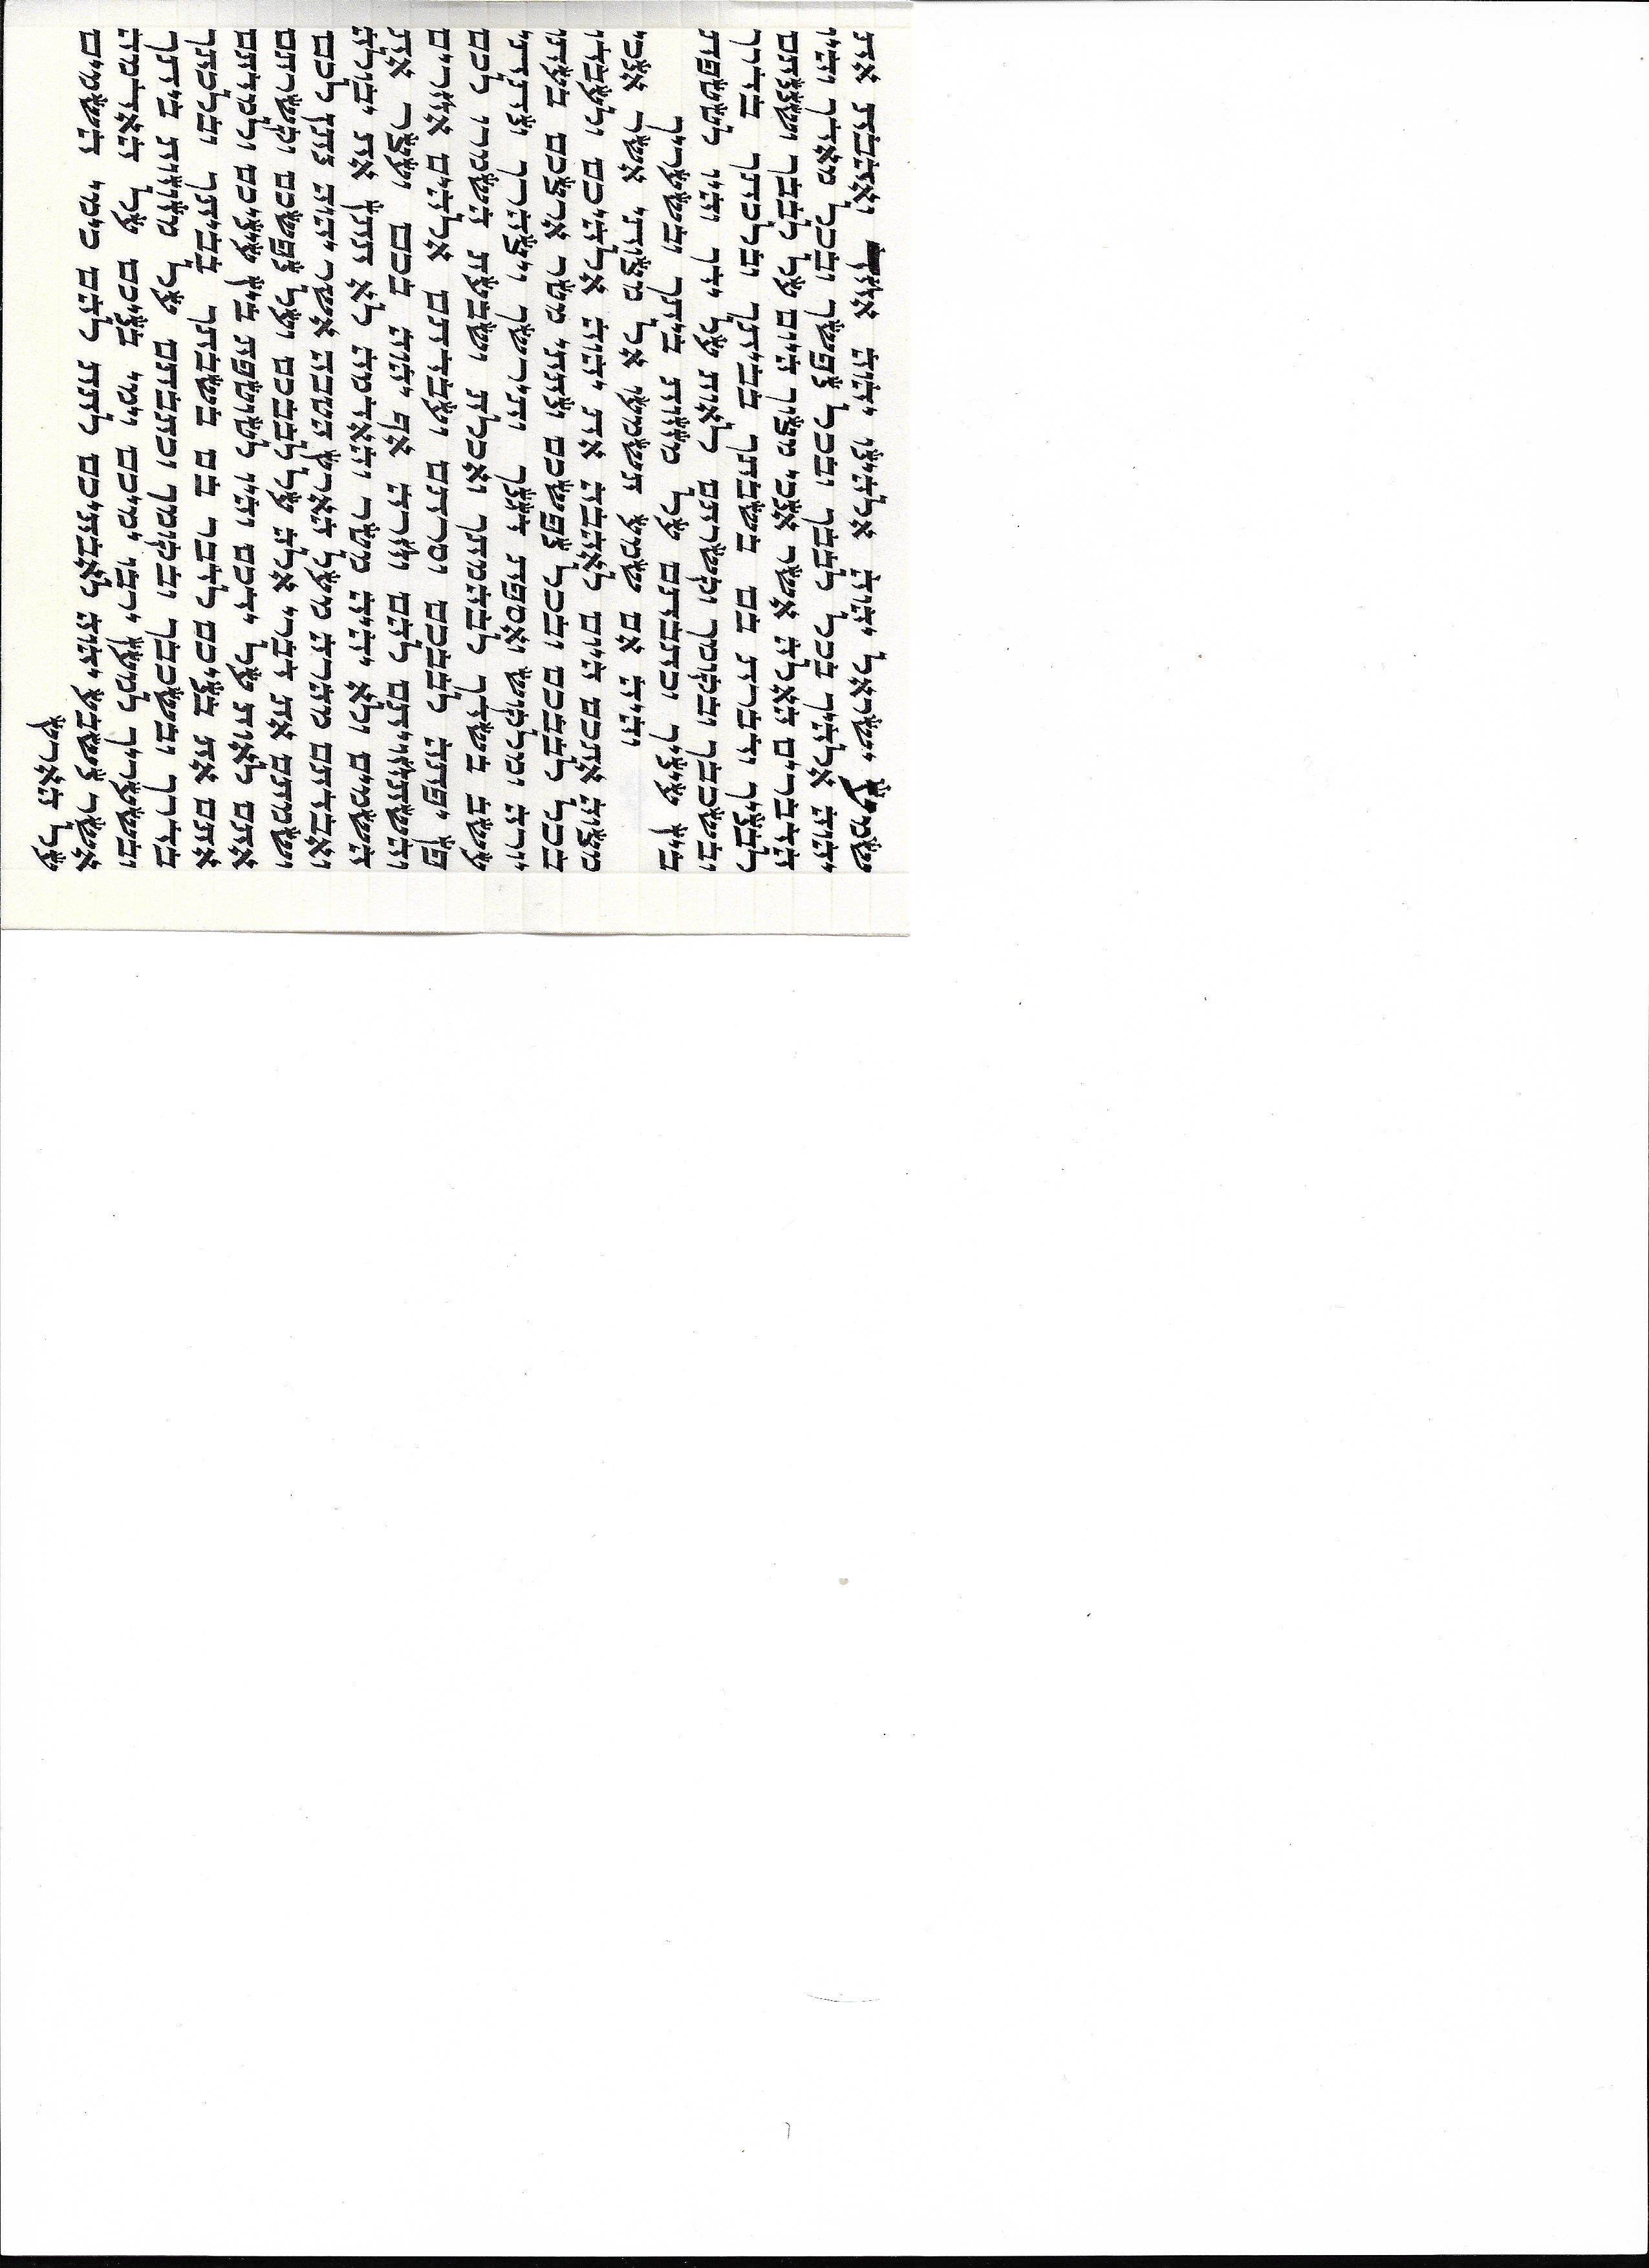 שמע ישראל יהוה אלהינו יהוה אחד ואהבת את
יהוה אלהיך בכל לבבך ובכל נפשך ובכל מאדך והיו
הדברים האלה אשר אנכי מצוך היום על לבבך ושננתם
לבניך ודברת בם בשבתך בביתך ובלכתך בדרך
ובשכבך ובקומך וקשרתם לאות על ידך והיו לטטפת
בין עיניך וכתבתם על מזזות ביתך ובשעריך
והיה אם שמע תשמעו אל מצותי אשר אנכי
מצוה אתכם היום לאהבה את יהוה אלהיכם ולעבדו
בכל לבבכם ובכל נפשכם ונתתי מטר ארצכם בעתו
יורה ומלקוש ואספת דגנך ותירשך ויצהרך ונתתי
עשב בשדך לבהמתך ואכלת ושבעת השמרו לכם
פן יפתה לבבכם וסרתם ועבדתם אלהים אחרים
והשתחויתם להם וחרה אף יהוה בכם ועצר את
השמים ולא יהיה מטר והאדמה לא תתן את יבולה
ואבדתם מהרה מעל הארץ הטבה אשר יהוה נתן לכם
ושמתם את דברי אלה על לבבכם ועל נפשכם וקשרתם
אתם לאות על ידכם והיו לטוטפת בין עיניכם ולמדתם
אתם את בניכם לדבר בם בשבתך בביתך ובלכתך
בדרך ובשכבך ובקומך וכתבתם על מזוזות ביתך
ובשעריך למען ירבו ימיכם וימי בניכם על האדמה
אשר נשבע יהוה לאבתיכם לתת להם כימי השמים
על הארץ